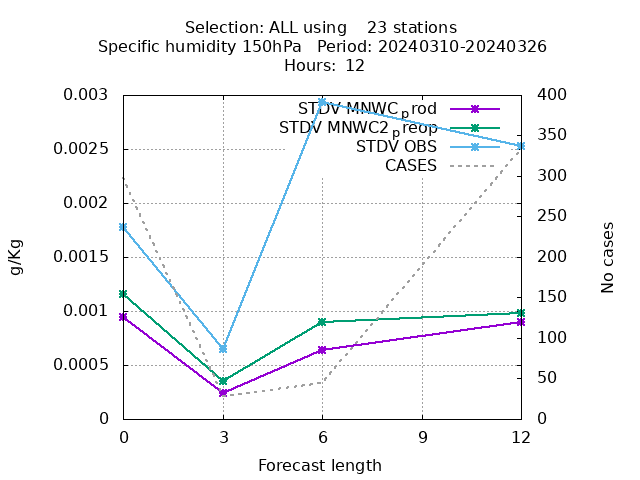 Selection: ALL using    23 stations
Specific humidity 150hPa   Period: 20240310-20240326
Hours: 12
g/Kg
No cases
0.003
0.0025
0.002
0.0015
0.001
0.0005
0
400
350
300
250
200
150
100
50
0
STDV MNWC_prod
STDV MNWC2_preop
STDV OBS
CASES
0 3 6 9 12
Forecast length